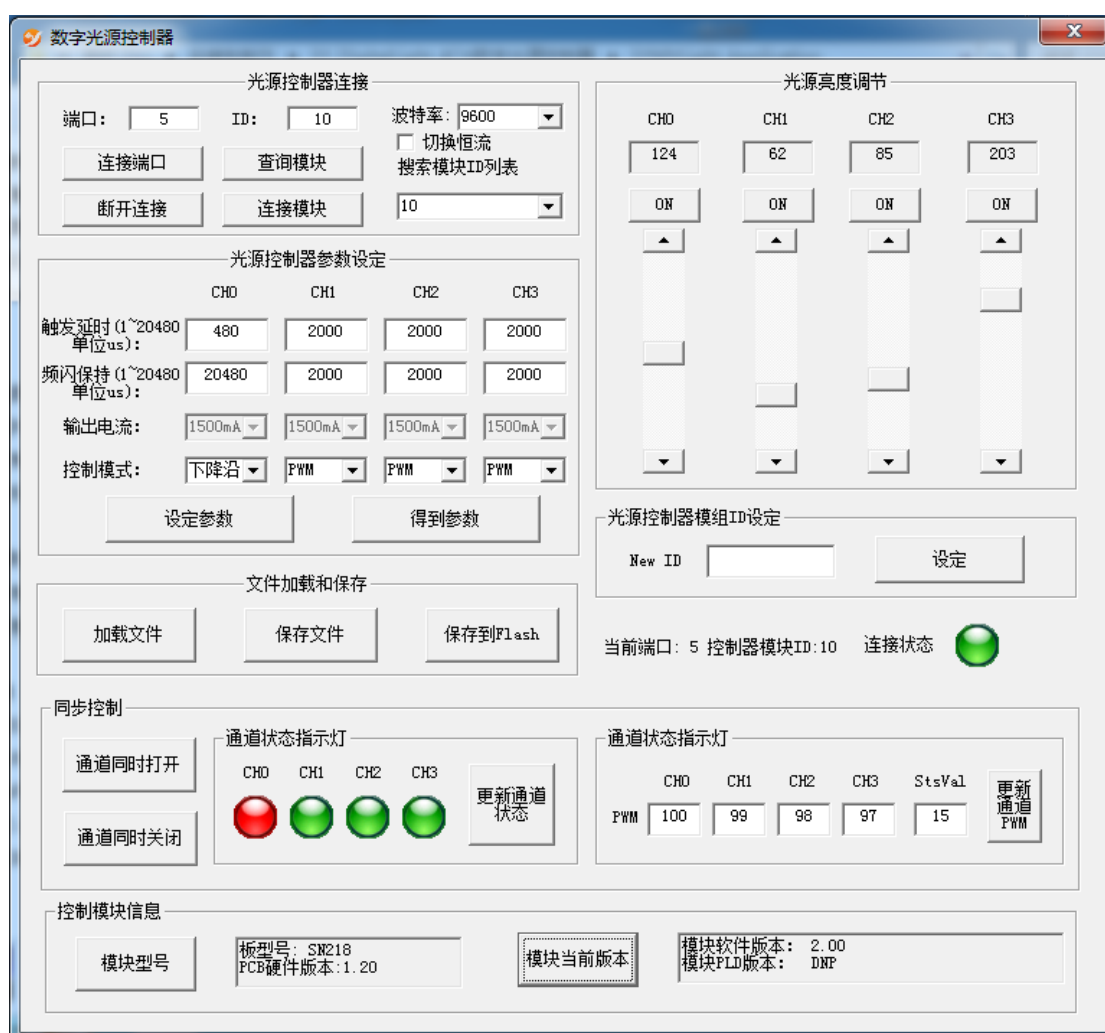 数字光源控制器
光源控制器连接
端口: 5 ID: 10 波特率: 9600
切换恒流
连接端口 查询模块 搜索模块ID列表
断开连接 连接模块 10
光源亮度调节
CH0 CH1 CH2 CH3
124 62 85 203
ON ON ON ON
光源控制器参数设定
CH0 CH1 CH2 CH3
触发延时(1~20480
单位us): 480 2000 2000 2000
频闪保持(1~20480
单位us): 20480 2000 2000 2000
输出电流: 1500mA 1500mA 1500mA 1500mA
控制模式: 下降沿 PWM PWM PWM
设定参数 得到参数
光源控制器模组ID设定
New ID 设定
文件加载和保存
加载文件 保存文件 保存到Flash
当前端口: 5 控制器模块ID:10 连接状态
同步控制
通道同时打开
通道同时关闭
通道状态指示灯
CH0 CH1 CH2 CH3
更新通道
状态
通道状态指示灯
CH0 CH1 CH2 CH3 StsVal
PWM 100 99 98 97 15
更新
通道
PWM
控制模块信息
模块型号
板型号: SN218
PCB硬件版本:1.20
模块当前版本
模块软件版本: 2.00
模块PLD版本: DNP